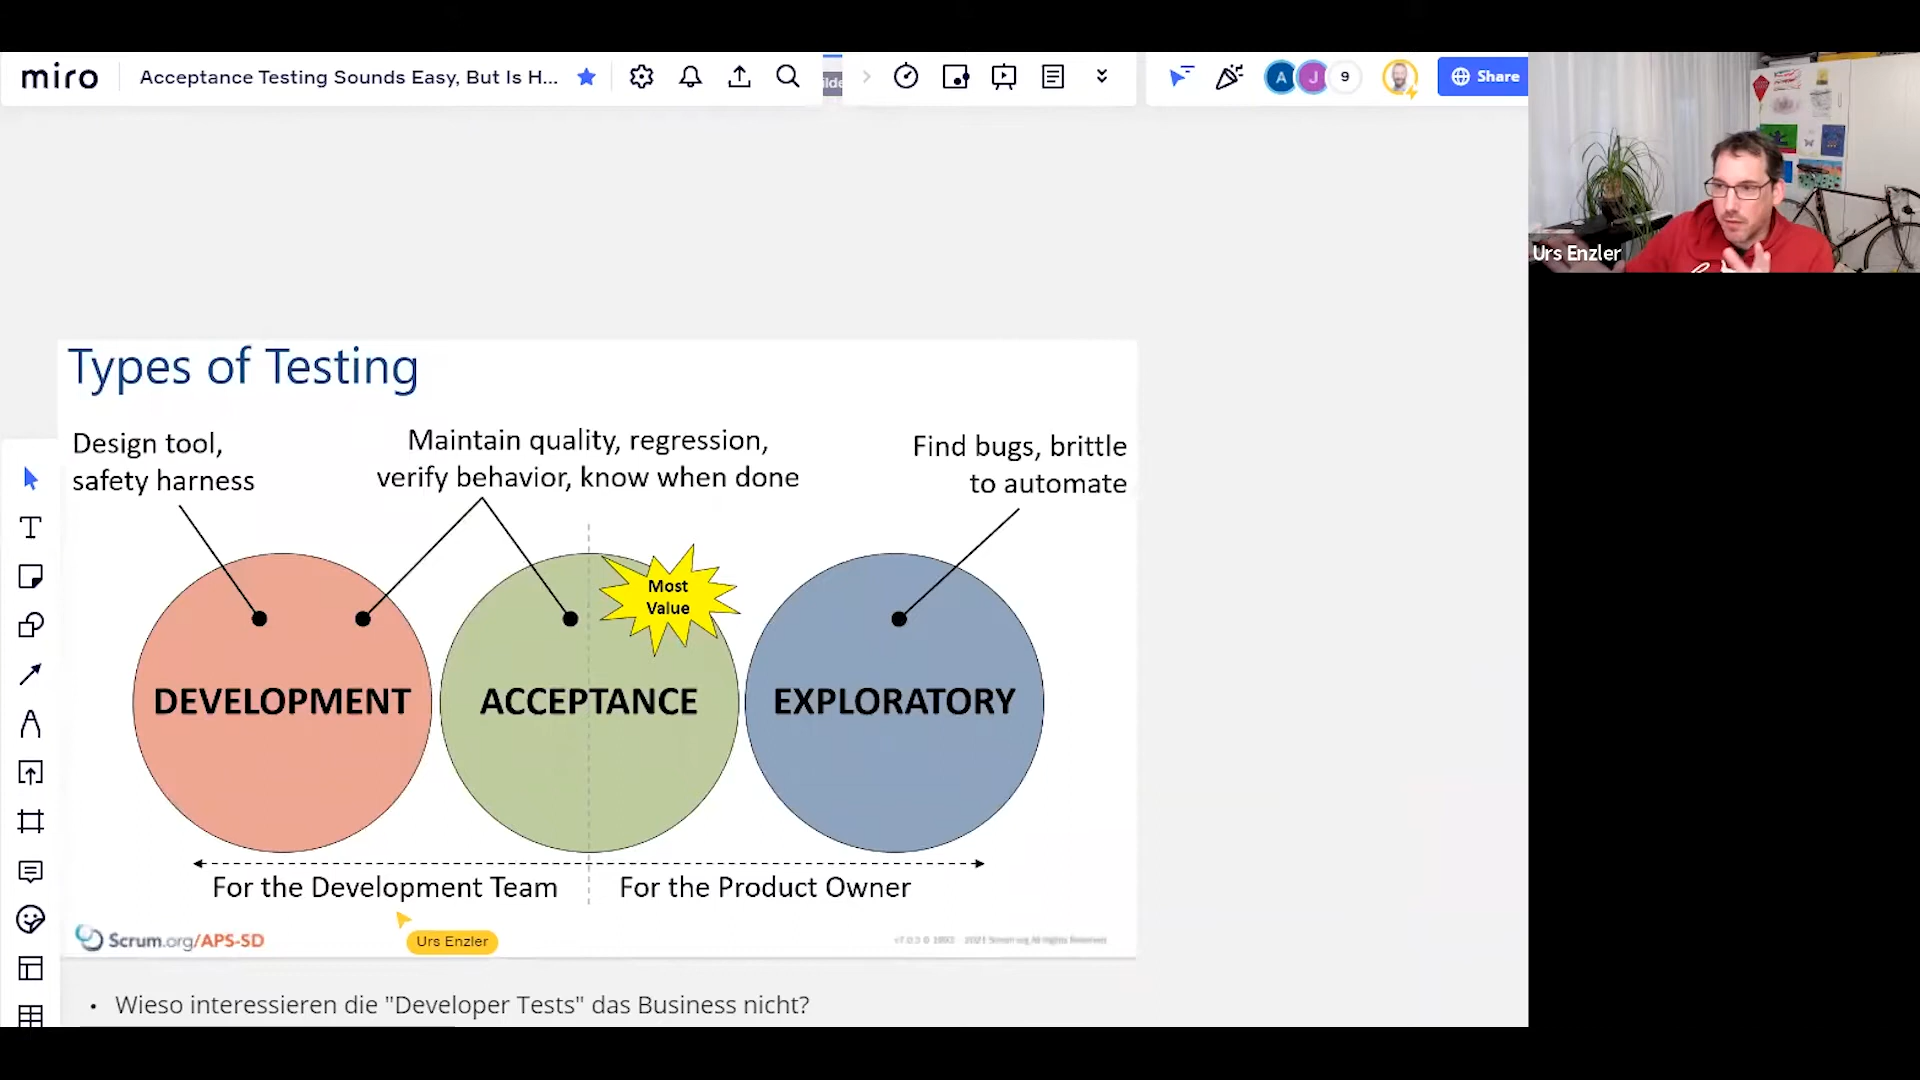 miro
Acceptance Testing Sounds Easy, But Is H...
A
J
9
Share
Urs Enzler
Types of Testing
Design tool,
safety harness
Maintain quality, regression,
verify behavior, know when done
Find bugs, brittle
to automate
Most
Value
DEVELOPMENT
ACCEPTANCE
EXPLORATORY
For the Development Team
For the Product Owner
Scrum.org/APS-SD
Urs Enzler
• Wieso interessieren die "Developer Tests" das Business nicht?